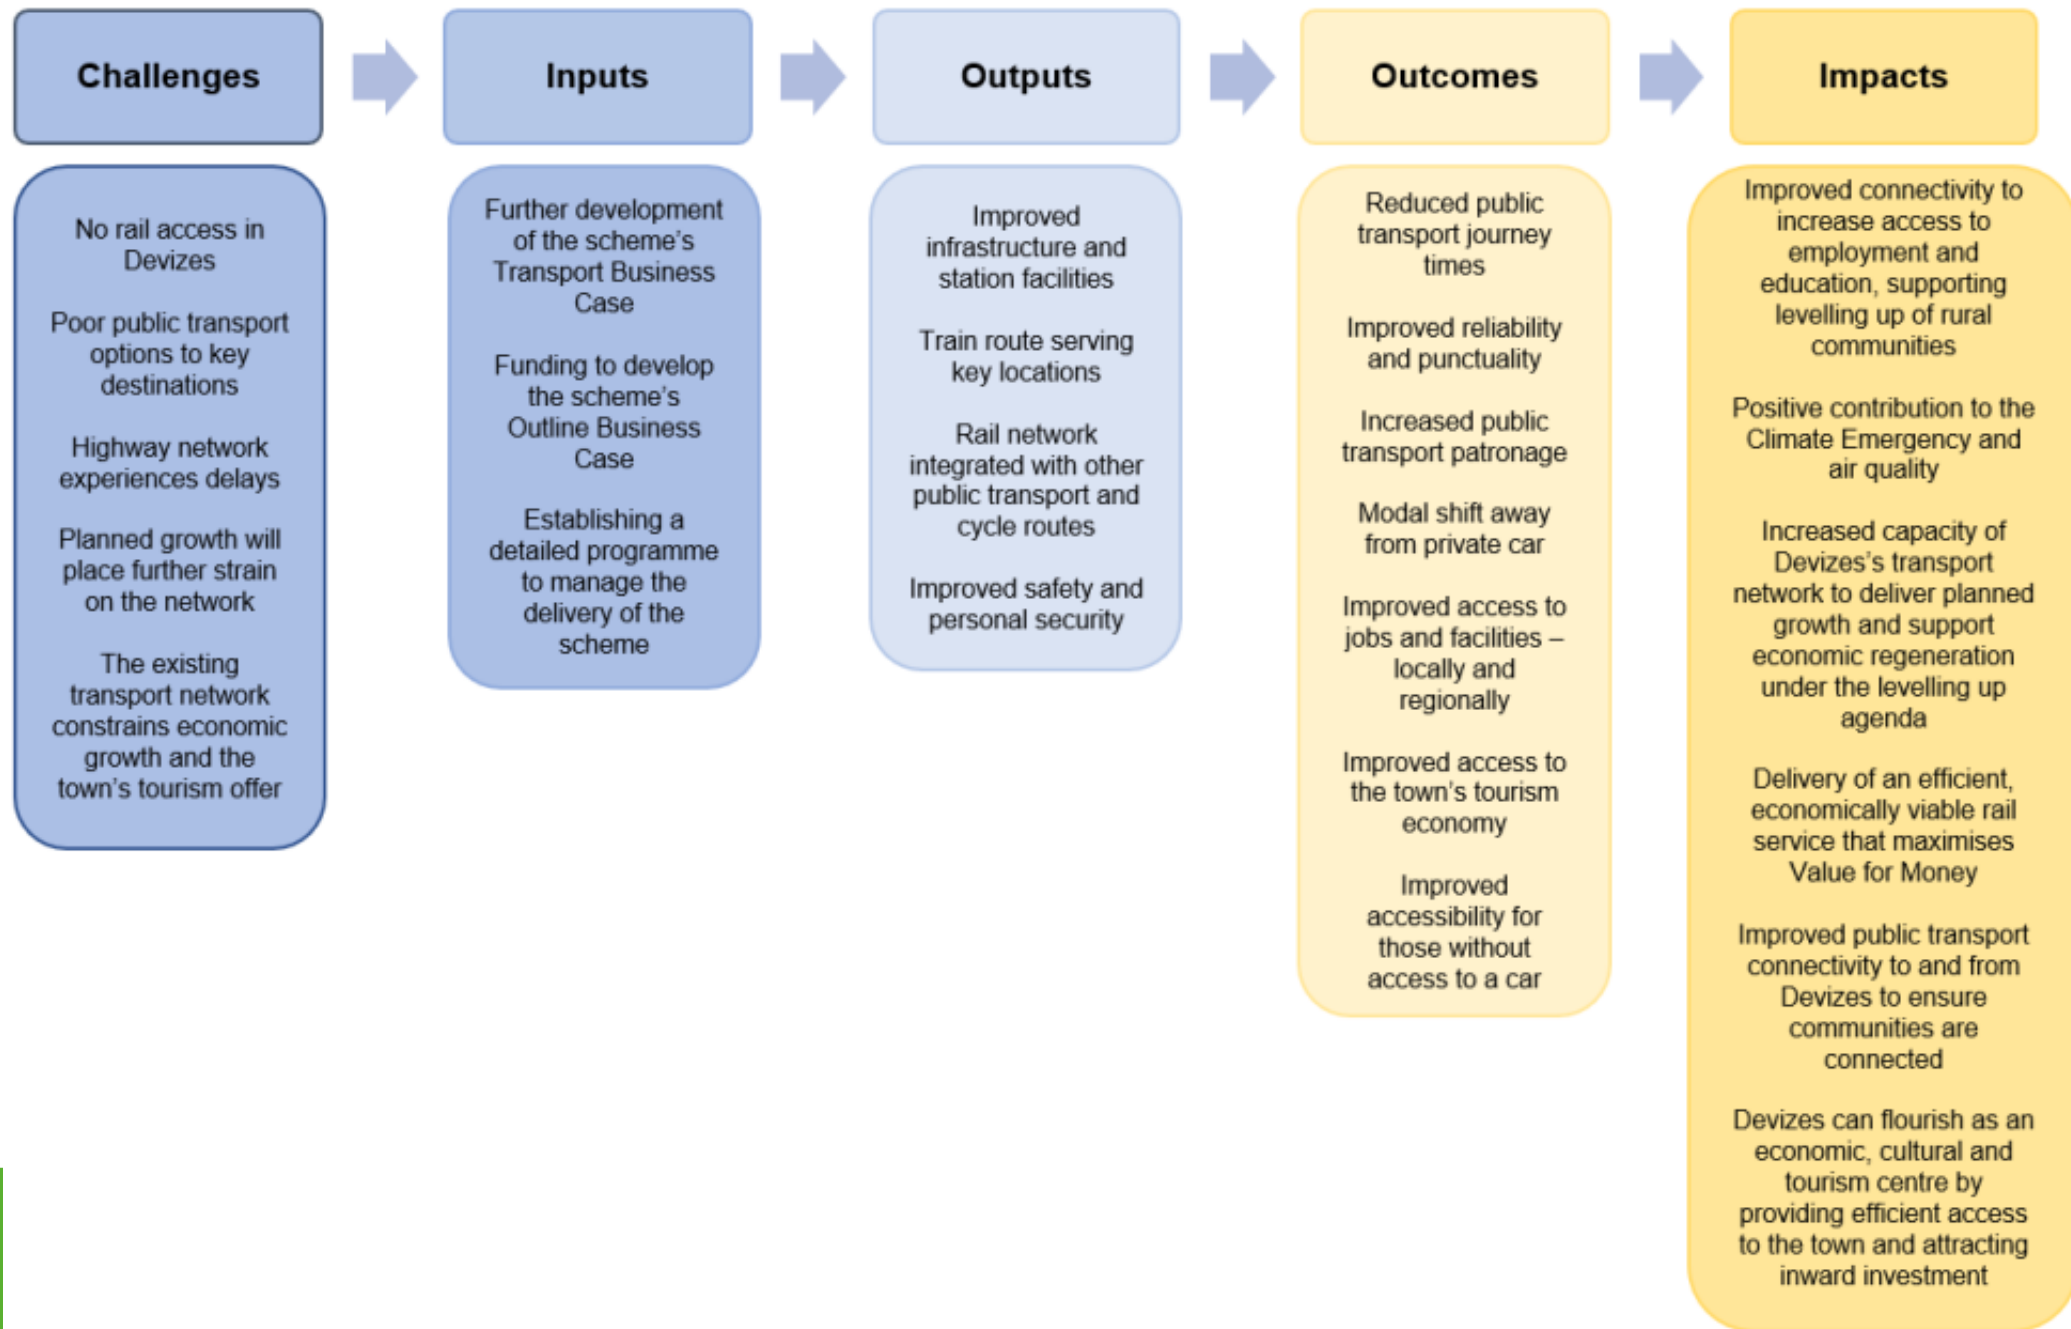 Challenges
Inputs
Outputs
Outcomes
Impacts
No rail access in
Devizes
Poor public transport
options to key
destinations
Highway network
experiences delays
Planned growth will
place further strain
on the network
The existing
transport network
constrains economic
growth and the
town's tourism offer
Further development
of the scheme's
Transport Business
Case
Funding to develop
the scheme's
Outline Business
Case
Establishing a
detailed programme
to manage the
delivery of the
scheme
Improved
infrastructure and
station facilities
Train route serving
key locations
Rail network
integrated with other
public transport and
cycle routes
Improved safety and
personal security
Reduced public
transport journey
times
Improved reliability
and punctuality
Increased public
transport patronage
Modal shift away
from private car
Improved access to
jobs and facilities –
locally and
regionally
Improved access to
the town's tourism
economy
Improved
accessibility for
those without
access to a car
Improved connectivity to
increase access to
employment and
education, supporting
levelling up of rural
communities
Positive contribution to the
Climate Emergency and
air quality
Increased capacity of
Devizes's transport
network to deliver planned
growth and support
economic regeneration
under the levelling up
agenda
Delivery of an efficient,
economically viable rail
service that maximises
Value for Money
Improved public transport
connectivity to and from
Devizes to ensure
communities are
connected
Devizes can flourish as an
economic, cultural and
tourism centre by
providing efficient access
to the town and attracting
inward investment